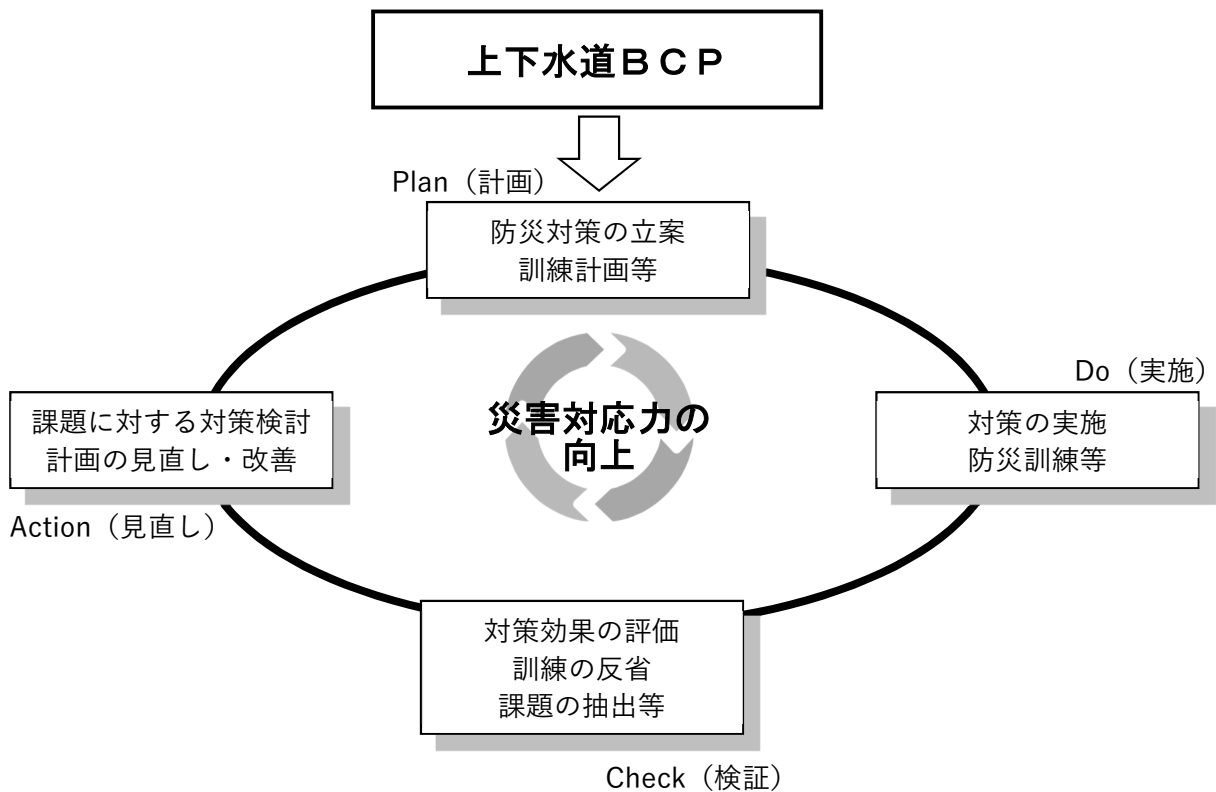 上下水道ＢＣＰ
Plan（計画）
防災対策の立案
訓練計画等
Do（実施）
対策の実施
防災訓練等
災害対応力の
向上
課題に対する対策検討
計画の見直し・改善
Action（見直し）
対策効果の評価
訓練の反省
課題の抽出等
Check（検証）